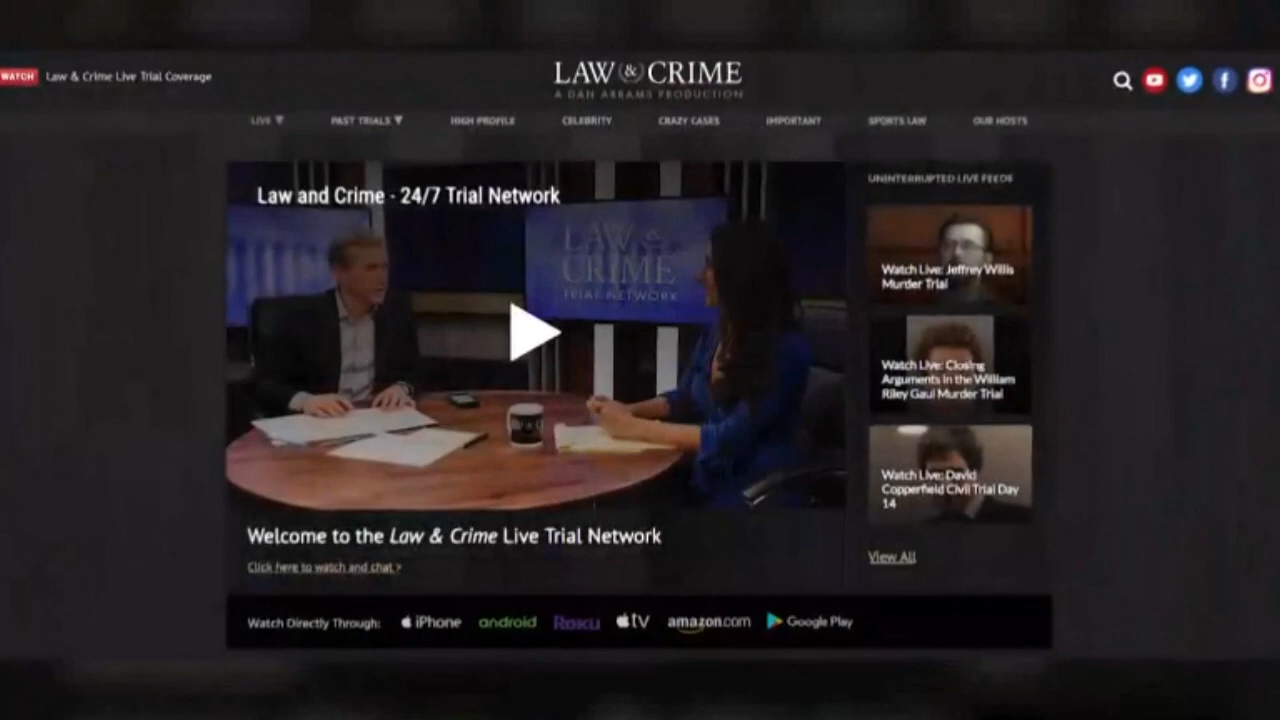 WATCH Law & Crime Live Trial Coverage
LAW & CRIME
A DAN ABRAMS PRODUCTION
LIVE ▼ PAST TRIALS ▼ HIGH PROFILE CELEBRITY CRAZY CASES IMPORTANT SPORTS LAW OUR HOSTS
Law and Crime - 24/7 Trial Network
LAW &
CRIME
TRIAL NETWORK
UNINTERRUPTED LIVE FEEDS
Watch Live: Jeffrey Willis
Murder Trial
Watch Live: Closing
Arguments in the William
Riley Gaul Murder Trial
Watch Live: David
Copperfield Civil Trial Day
14
View All
Welcome to the Law & Crime Live Trial Network
Click here to watch and chat >
Watch Directly Through: iPhone android ROKU tv amazon.com Google Play